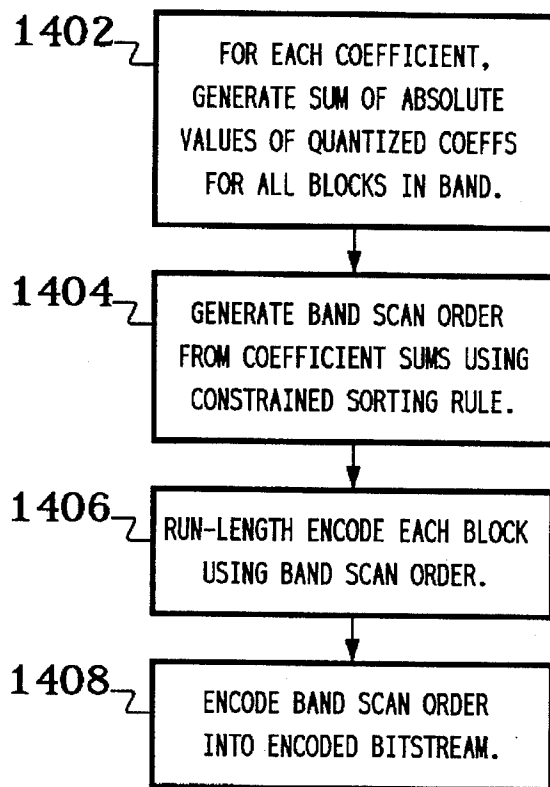 1402
FOR EACH COEFFICIENT,
GENERATE SUM OF ABSOLUTE
VALUES OF QUANTIZED COEFFS
FOR ALL BLOCKS IN BAND.
1404
GENERATE BAND SCAN ORDER
FROM COEFFICIENT SUMS USING
CONSTRAINED SORTING RULE.
1406
RUN-LENGTH ENCODE EACH BLOCK
USING BAND SCAN ORDER.
1408
ENCODE BAND SCAN ORDER
INTO ENCODED BITSTREAM.